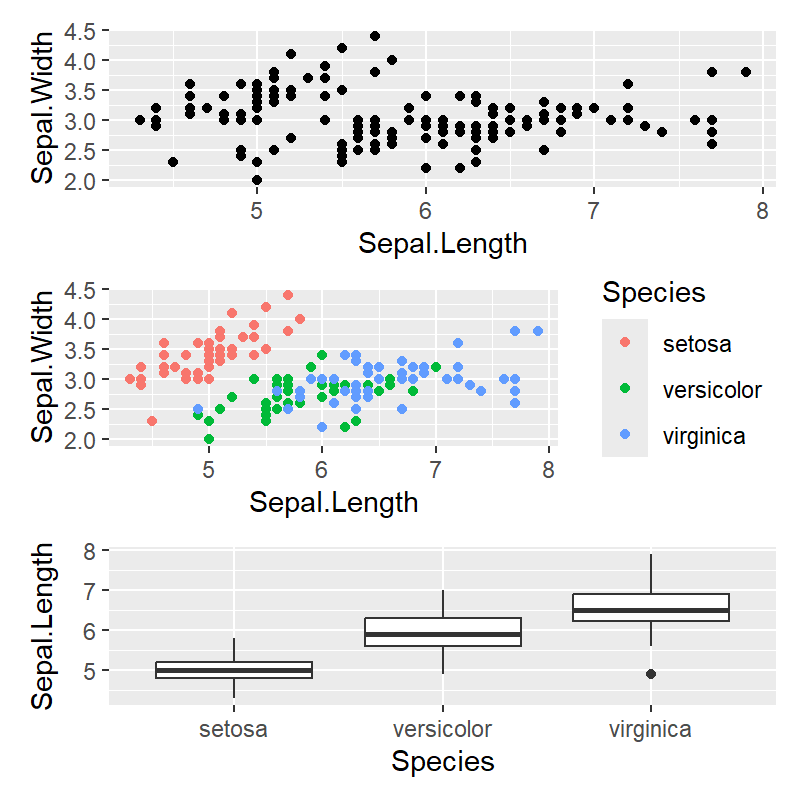 Sepal.Width
4.5
4.0
3.5
3.0
2.5
2.0
5 6 7 8
Sepal.Length
Sepal.Width
4.5
4.0
3.5
3.0
2.5
2.0
5 6 7 8
Sepal.Length
Species
setosa
versicolor
virginica
Sepal.Length
8
7
6
5
setosa versicolor virginica
Species